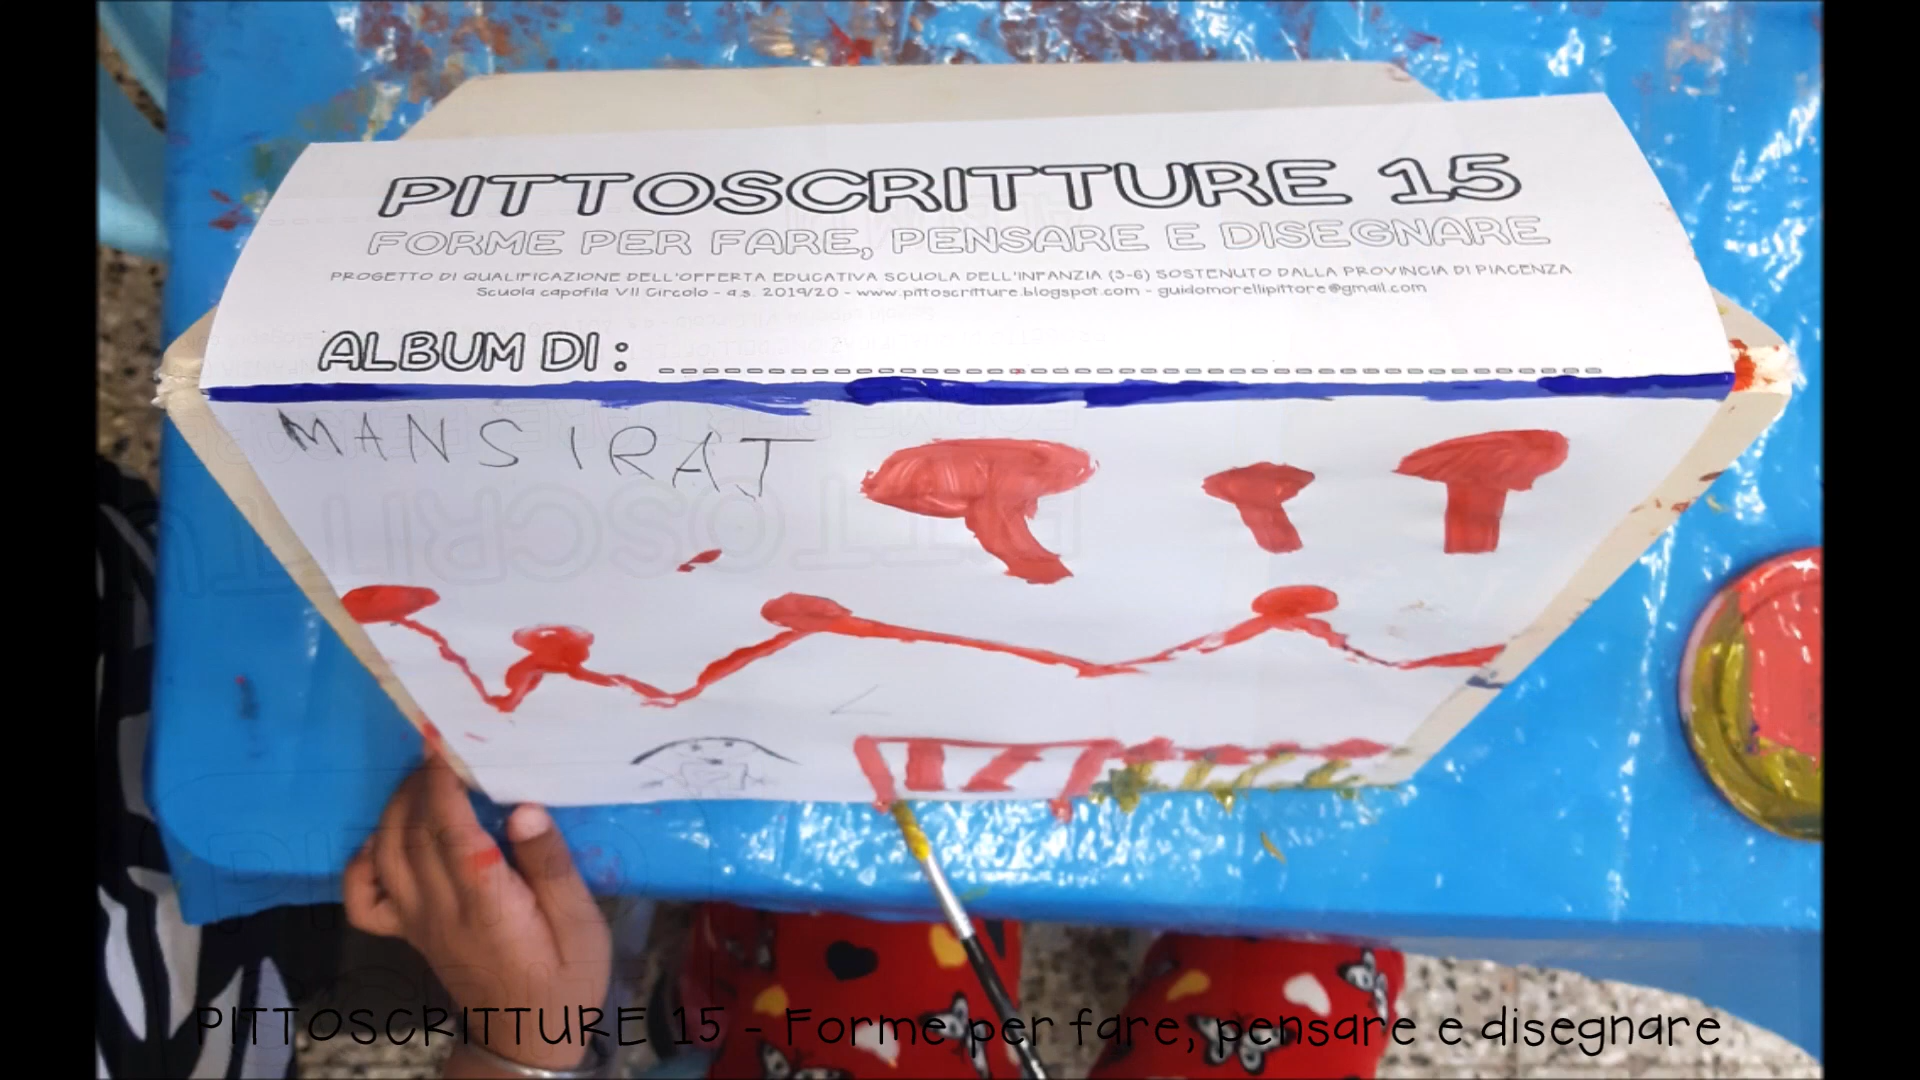 PITTOSCRITTURE 15
FORME PER FARE, PENSARE E DISEGNARE
PROGETTO DI QUALIFICAZIONE DELL'OFFERTA EDUCATIVA SCUOLA DELL'INFANZIA (3-6) SOSTENUTO DALLA PROVINCIA DI PIACENZA
Scuola capofila VII Circolo - a.s. 2019/20 - www.pittoscritture.blogspot.com - guidomorellipittore@gmail.com
ALBUM DI :
MANSIRAT
PITTOSCRITTURE 15 - Forme per fare, pensare e disegnare